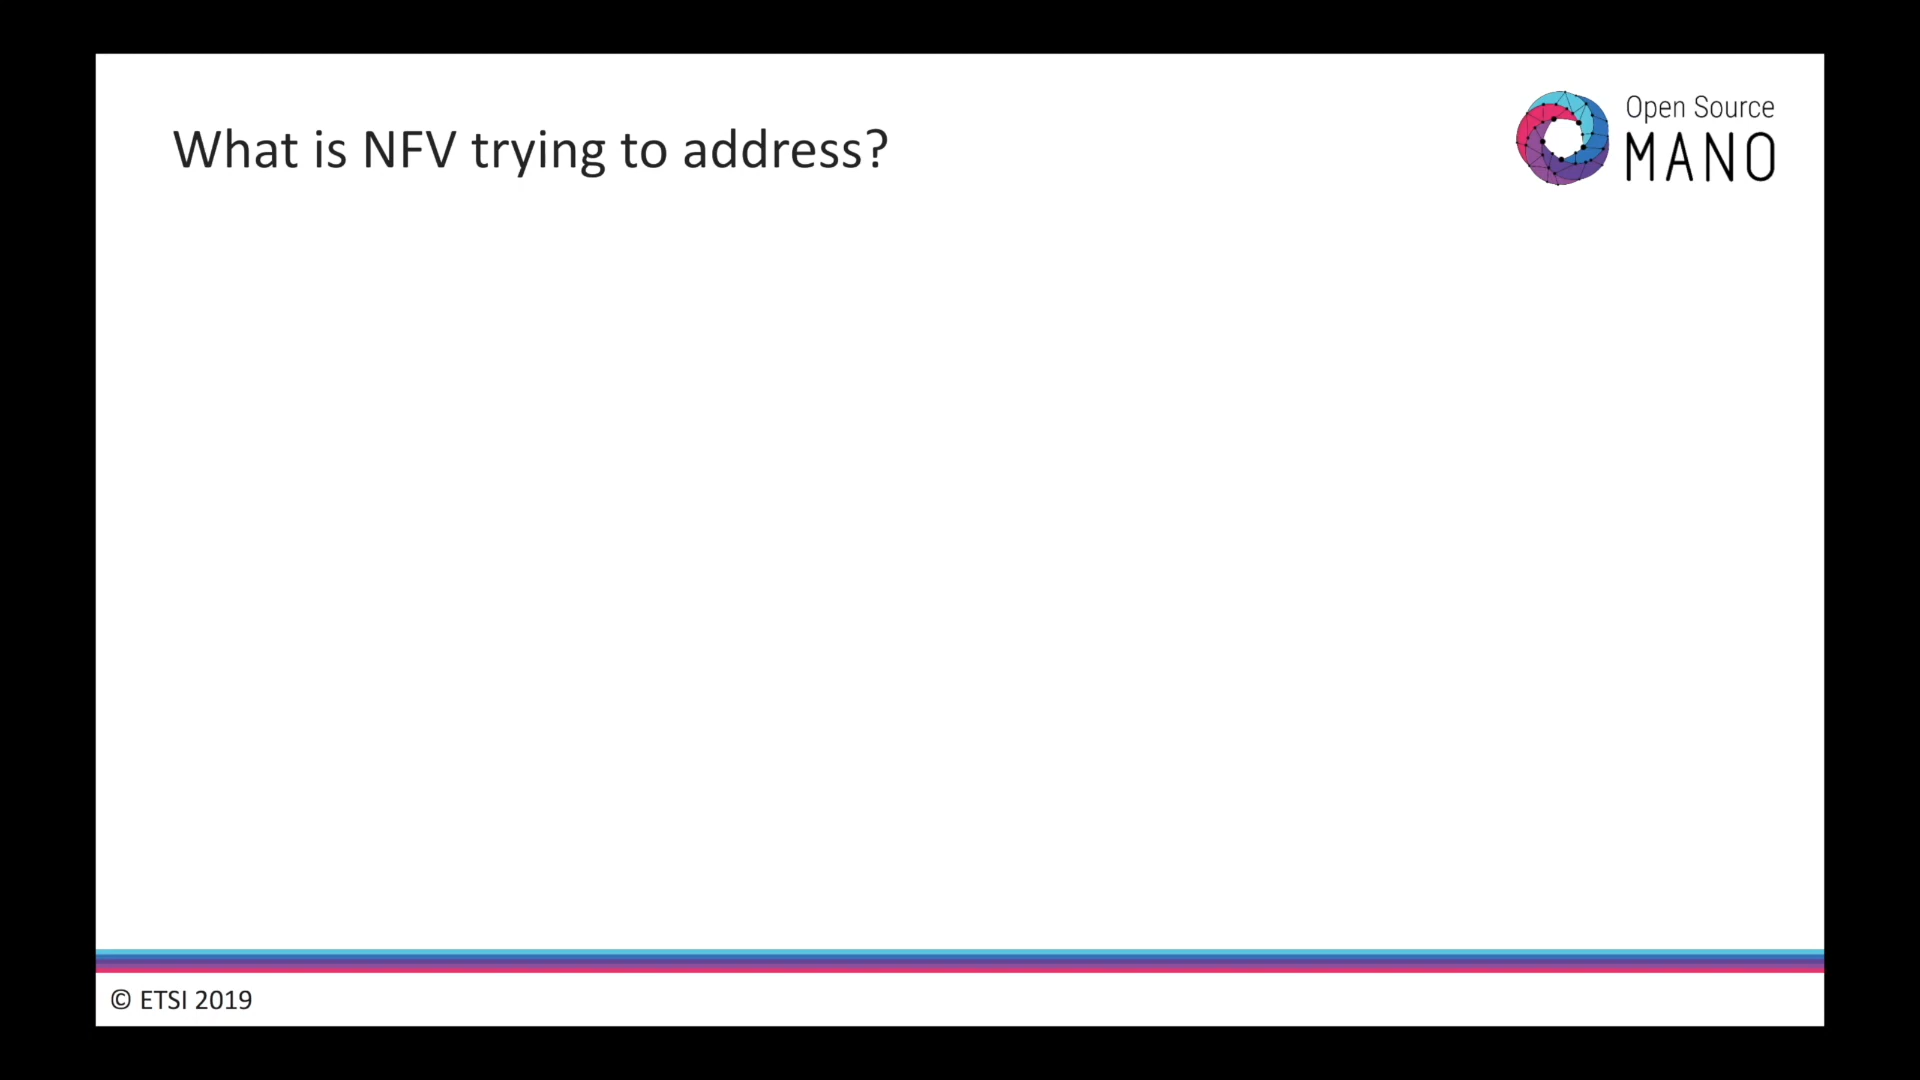 What is NFV trying to address?
Open Source
MANO
© ETSI 2019